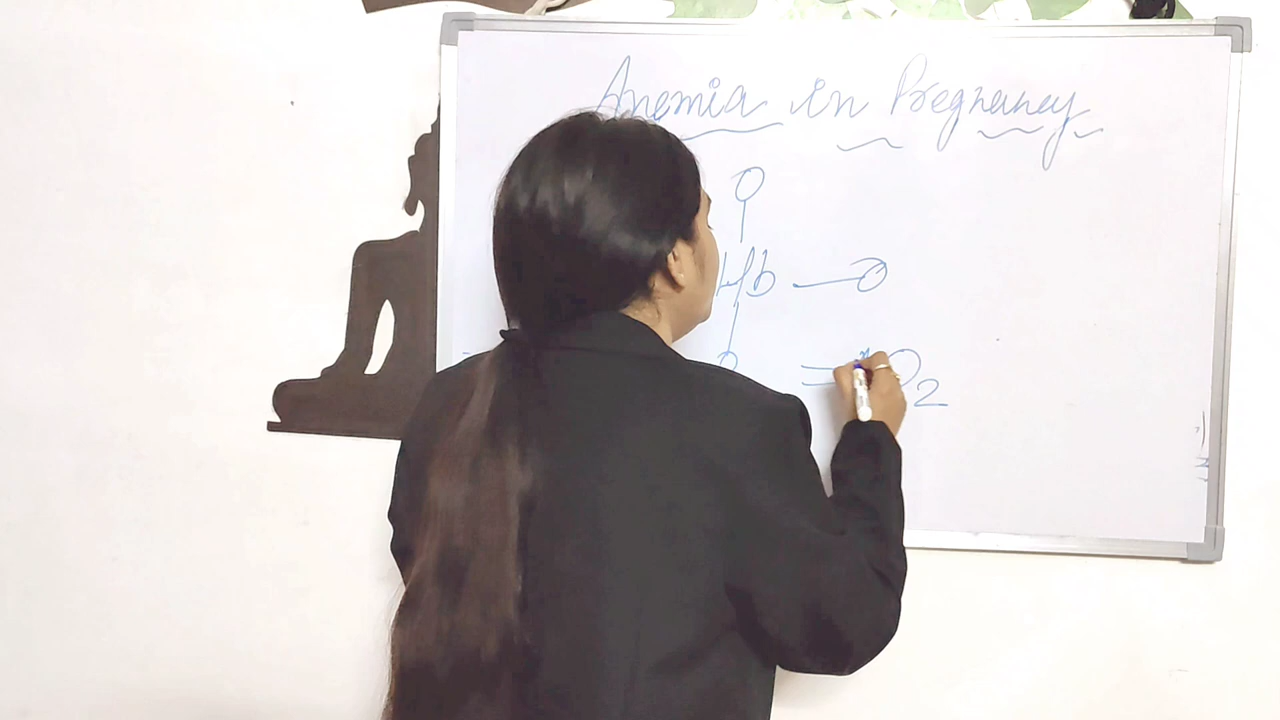 Anemia in Pregnancy
O
Hb — O
O
= O2